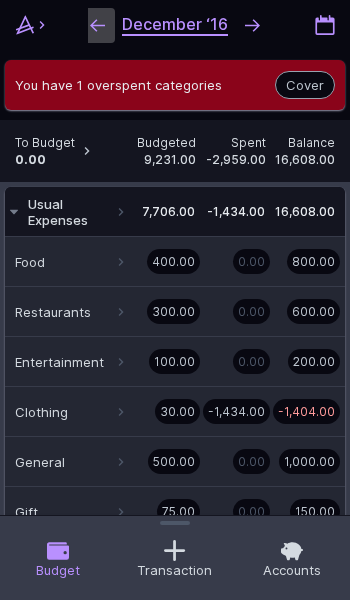 December ‘16
You have 1 overspent categories Cover
To Budget Budgeted Spent Balance
0.00 9,231.00 -2,959.00 16,608.00
Usual Expenses 7,706.00 -1,434.00 16,608.00
Food 400.00 0.00 800.00
Restaurants 300.00 0.00 600.00
Entertainment 100.00 0.00 200.00
Clothing 30.00 -1,434.00 -1,404.00
General 500.00 0.00 1,000.00
Gift 75.00 0.00 150.00
Budget Transaction Accounts